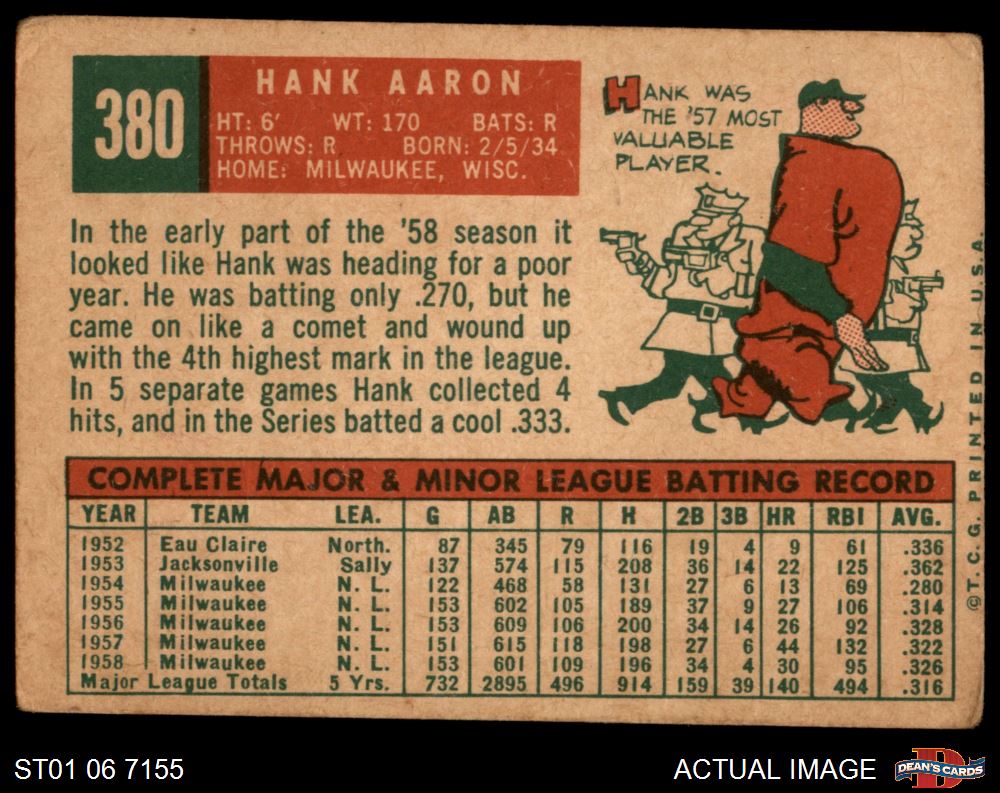 380
HANK AARON
HT: 6' WT: 170 BATS: R
THROWS: R BORN: 2/5/34
HOME: MILWAUKEE, WISC.
HANK WAS
THE '57 MOST
VALUABLE
PLAYER.
In the early part of the '58 season it
looked like Hank was heading for a poor
year. He was batting only .270, but he
came on like a comet and wound up
with the 4th highest mark in the league.
In 5 separate games Hank collected 4
hits, and in the Series batted a cool .333.
COMPLETE MAJOR & MINOR LEAGUE BATTING RECORD
YEAR TEAM LEA. G AB R H 2B 3B HR RBI AVG.
1952 Eau Claire North. 87 345 79 116 19 4 9 61 .336
1953 Jacksonville Sally 137 574 115 208 36 14 22 125 .362
1954 Milwaukee N. L. 122 468 58 131 27 6 13 69 .280
1955 Milwaukee N. L. 153 602 105 189 37 9 27 106 .314
1956 Milwaukee N. L. 153 609 106 200 34 14 26 92 .328
1957 Milwaukee N. L. 151 615 118 198 27 6 44 132 .322
1958 Milwaukee N. L. 153 601 109 196 34 4 30 95 .326
Major League Totals 5 Yrs. 732 2895 496 914 159 39 140 494 .316
© T. C. G. PRINTED IN U.S.A.
ST01 06 7155
ACTUAL IMAGE
DEAN'S CARDS